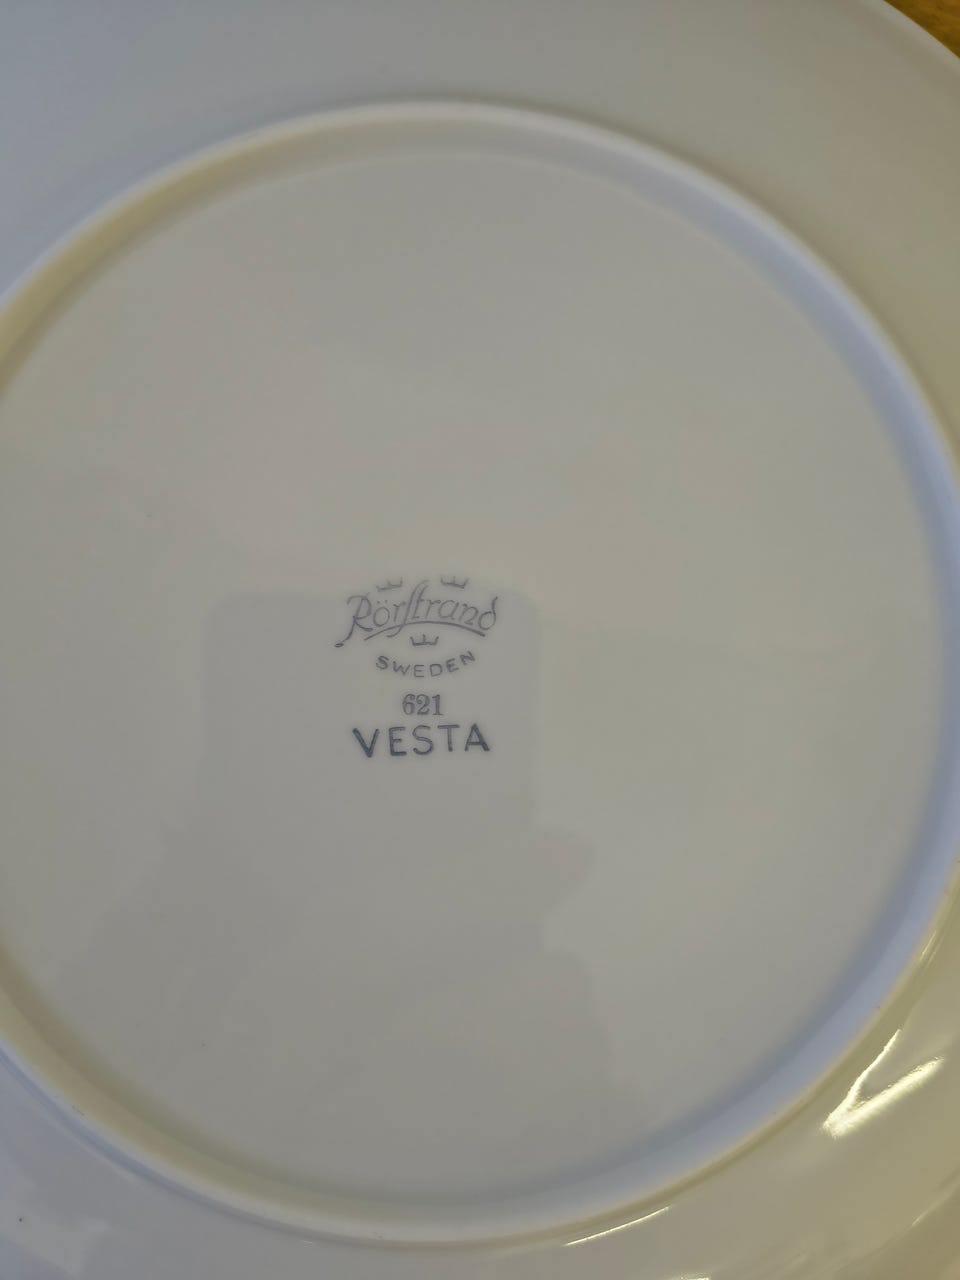 Rörstrand
SWEDEN
621
VESTA